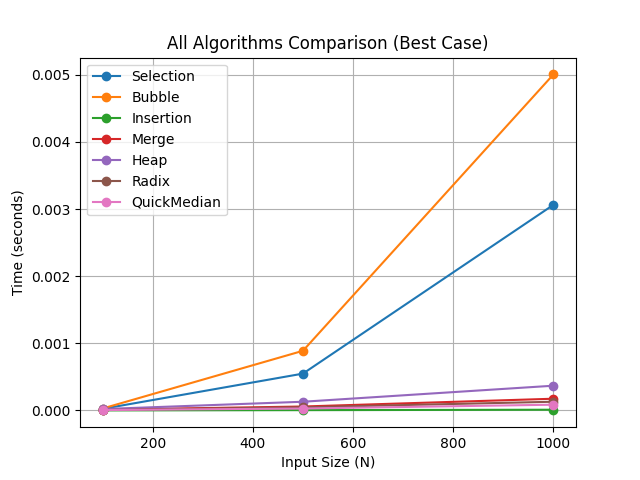 All Algorithms Comparison (Best Case)
Selection
Bubble
Insertion
Merge
Heap
Radix
QuickMedian
Time (seconds)
0.005
0.004
0.003
0.002
0.001
0.000
200
400
600
800
1000
Input Size (N)